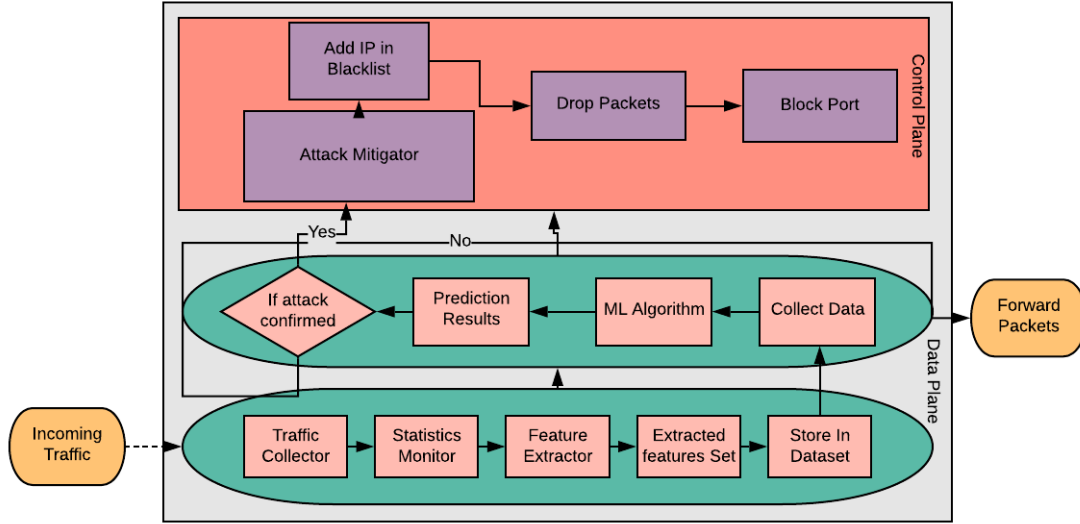 Add IP in
Blacklist
Drop Packets
Block Port
Control Plane
Attack Mitigator
Yes
No
If attack
confirmed
Prediction
Results
ML Algorithm
Collect Data
Forward
Packets
Data Plane
Incoming
Traffic
Traffic
Collector
Statistics
Monitor
Feature
Extractor
Extracted
features Set
Store In
Dataset